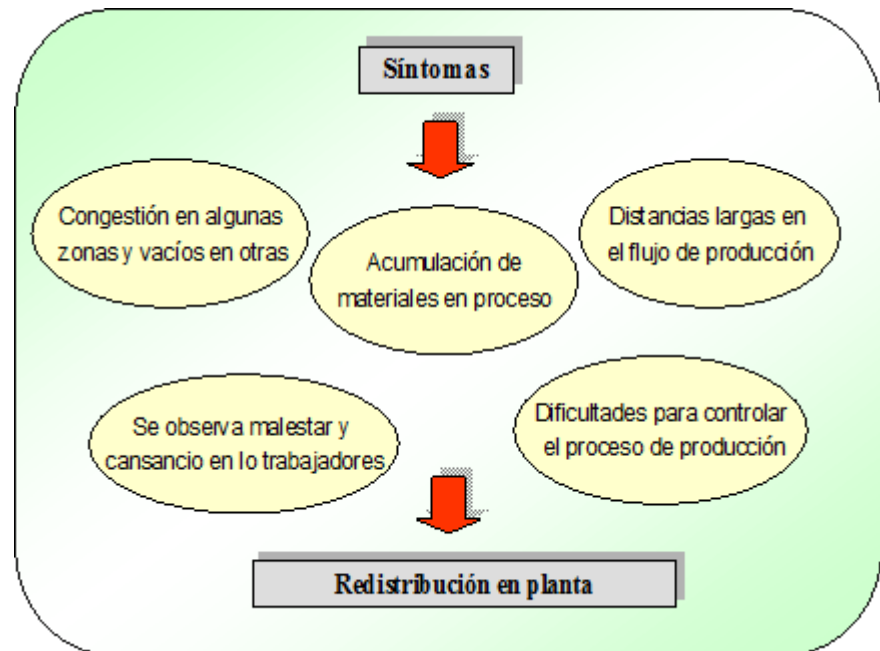 Síntomas
Congestión en algunas
zonas y vacíos en otras
Acumulación de
materiales en proceso
Distancias largas en
el flujo de producción
Se observa malestar y
cansancio en lo trabajadores
Dificultades para controlar
el proceso de producción
Redistribución en planta